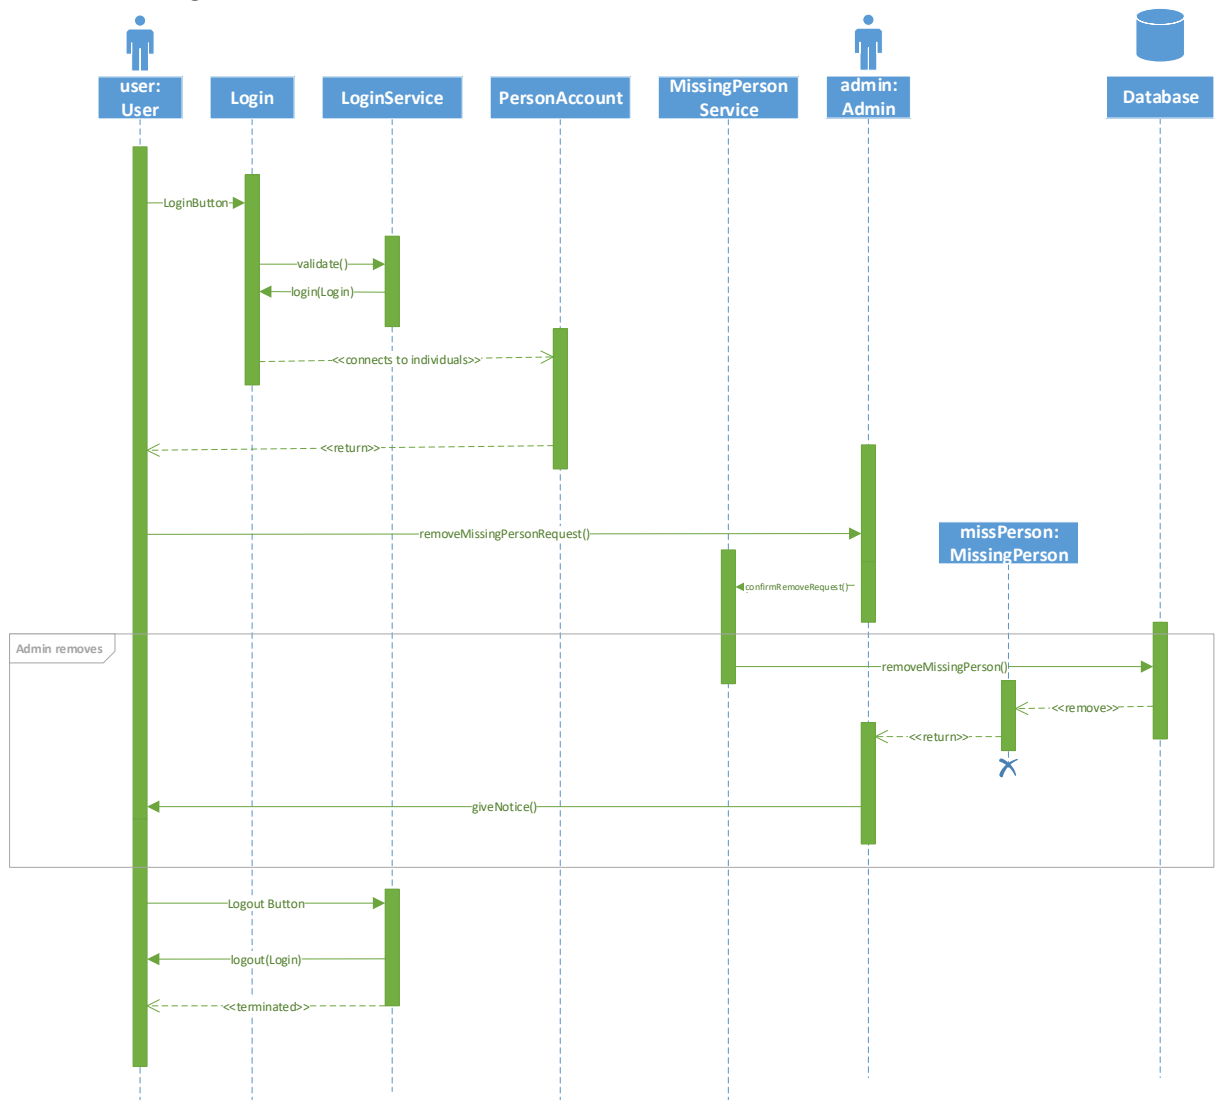 user:
User
Login
LoginService
PersonAccount
MissingPerson
Service
admin:
Admin
Database
LoginButton
validate()
login(Login)
<<connects to individuals>>
<<return>>
removeMissingPersonRequest()
missPerson:
MissingPerson
confirmRemoveRequest()
Admin removes
removeMissingPerson()
<<remove>>
<<return>>
giveNotice()
Logout Button
logout(Login)
<<terminated>>